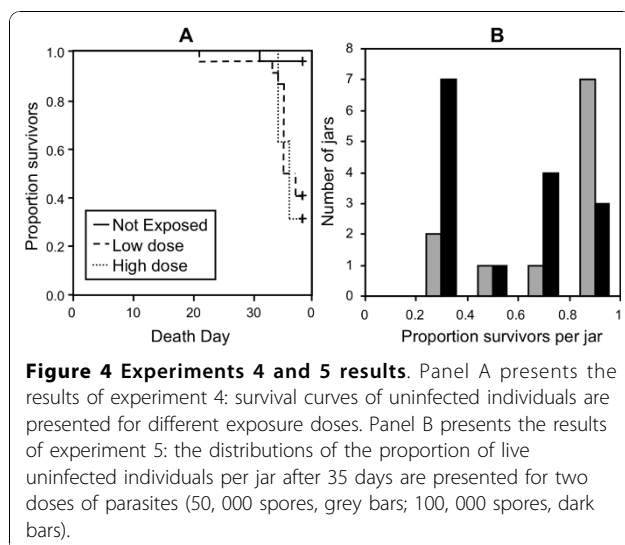 A
B
Proportion survivors
1.0
0.8
0.6
0.4
0.2
0.0
Not Exposed
Low dose
High dose
0 10 20 30 0
Death Day
Number of jars
8
7
6
5
4
3
2
1
0
0 0.2 0.4 0.6 0.8 1
Proportion survivors per jar
Figure 4 Experiments 4 and 5 results. Panel A presents the
results of experiment 4: survival curves of uninfected individuals are
presented for different exposure doses. Panel B presents the results
of experiment 5: the distributions of the proportion of live
uninfected individuals per jar after 35 days are presented for two
doses of parasites (50, 000 spores, grey bars; 100, 000 spores, dark
bars).